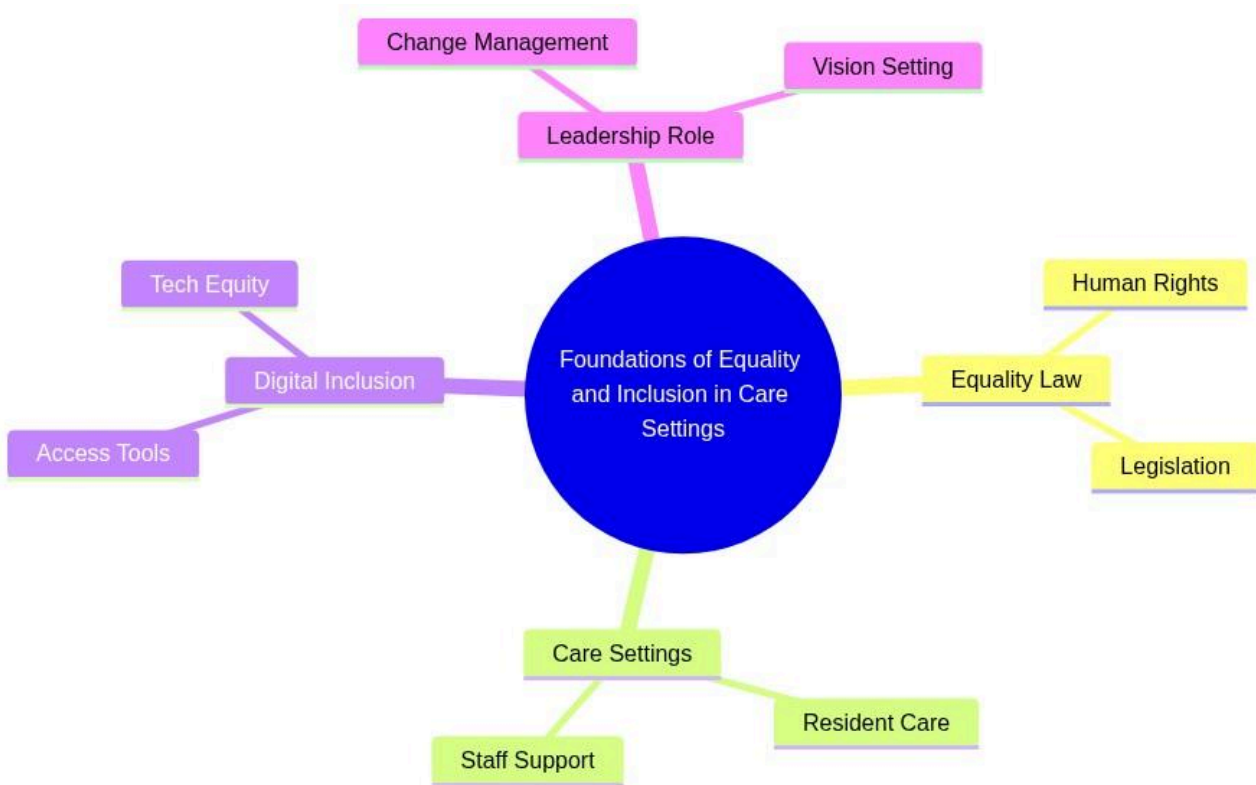 Change Management
Vision Setting
Leadership Role
Tech Equity
Human Rights
Digital Inclusion
Foundations of Equality
and Inclusion in Care
Settings
Equality Law
Access Tools
Legislation
Care Settings
Resident Care
Staff Support